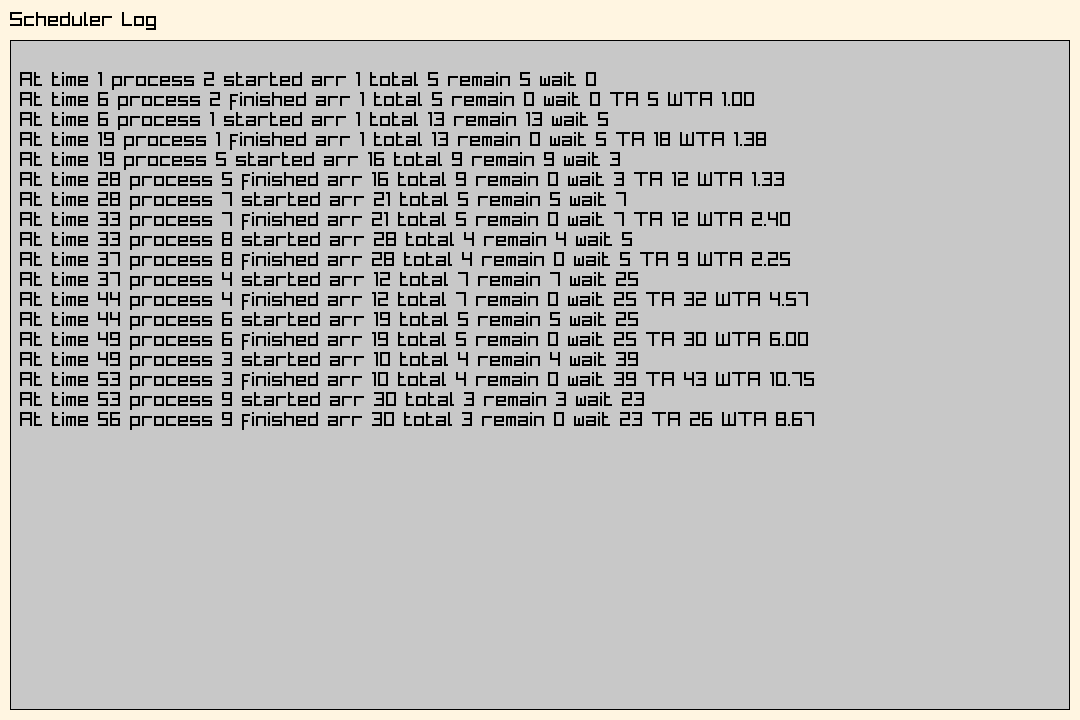 Scheduler Log
At time 1 process 2 started arr 1 total 5 remain 5 wait 0
At time 6 process 2 finished arr 1 total 5 remain 0 wait 0 TA 5 WTA 1.00
At time 6 process 1 started arr 1 total 13 remain 13 wait 5
At time 19 process 1 finished arr 1 total 13 remain 0 wait 5 TA 18 WTA 1.38
At time 19 process 5 started arr 16 total 9 remain 9 wait 3
At time 28 process 5 finished arr 16 total 9 remain 0 wait 3 TA 12 WTA 1.33
At time 28 process 7 started arr 21 total 5 remain 5 wait 7
At time 33 process 7 finished arr 21 total 5 remain 0 wait 7 TA 12 WTA 2.40
At time 33 process 8 started arr 28 total 4 remain 4 wait 5
At time 37 process 8 finished arr 28 total 4 remain 0 wait 5 TA 9 WTA 2.25
At time 37 process 4 started arr 12 total 7 remain 7 wait 25
At time 44 process 4 finished arr 12 total 7 remain 0 wait 25 TA 32 WTA 4.57
At time 44 process 6 started arr 19 total 5 remain 5 wait 25
At time 49 process 6 finished arr 19 total 5 remain 0 wait 25 TA 30 WTA 6.00
At time 49 process 3 started arr 10 total 4 remain 4 wait 39
At time 53 process 3 finished arr 10 total 4 remain 0 wait 39 TA 43 WTA 10.75
At time 53 process 9 started arr 30 total 3 remain 3 wait 23
At time 56 process 9 finished arr 30 total 3 remain 0 wait 23 TA 26 WTA 8.67